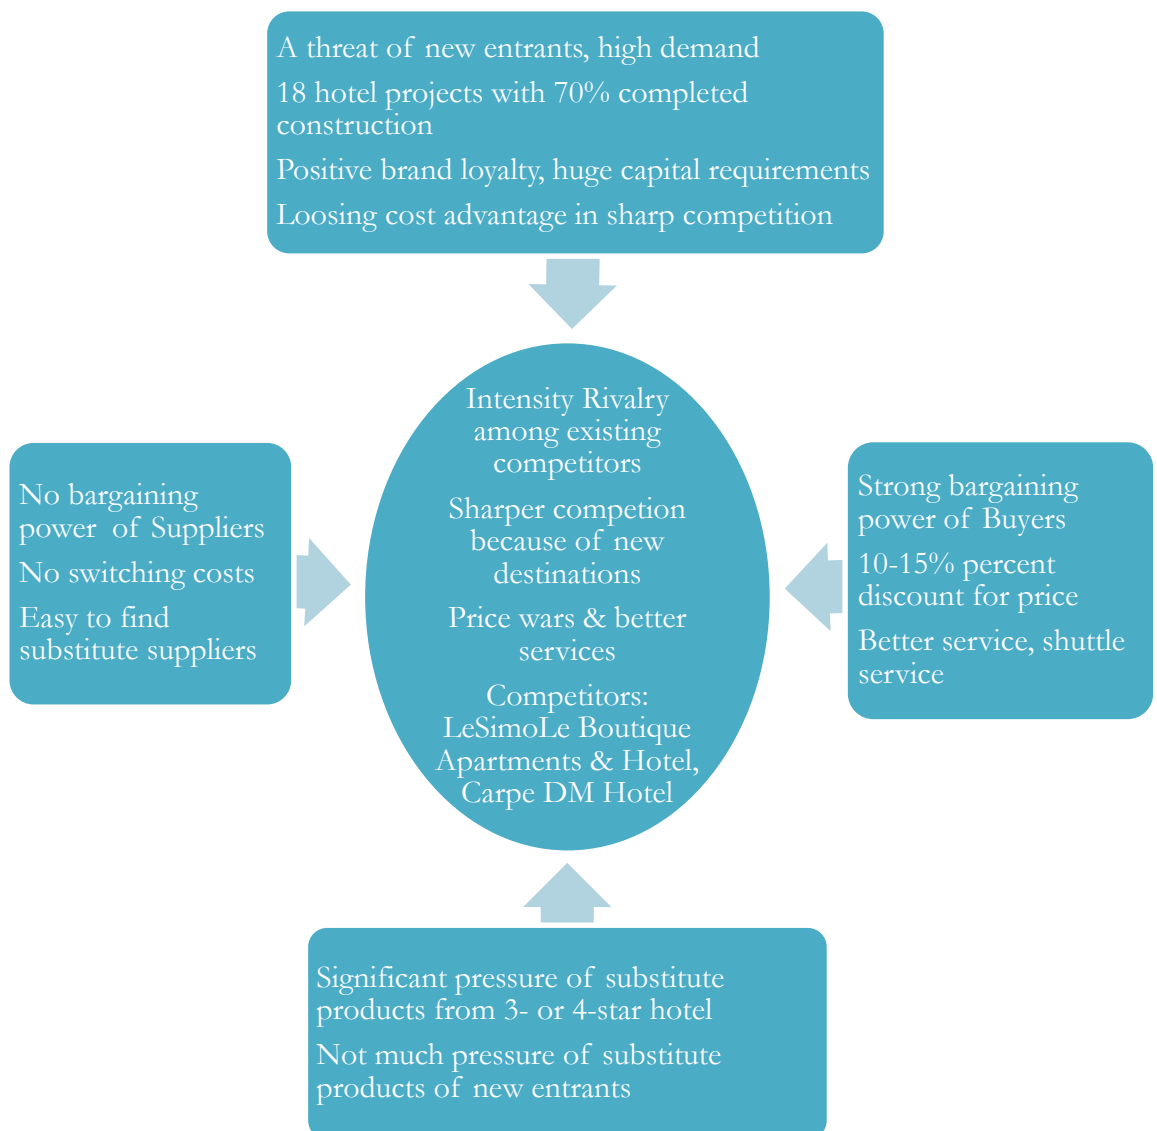 A threat of new entrants, high demand
18 hotel projects with 70% completed
construction
Positive brand loyalty, huge capital requirements
Loosing cost advantage in sharp competition
Intensity Rivalry
among existing
competitors
Sharper competion
because of new
destinations
Price wars & better
services
Competitors:
LeSimoLe Boutique
Apartments & Hotel,
Carpe DM Hotel
No bargaining
power of Suppliers
No switching costs
Easy to find
substitute suppliers
Strong bargaining
power of Buyers
10-15% percent
discount for price
Better service, shuttle
service
Significant pressure of substitute
products from 3- or 4-star hotel
Not much pressure of substitute
products of new entrants